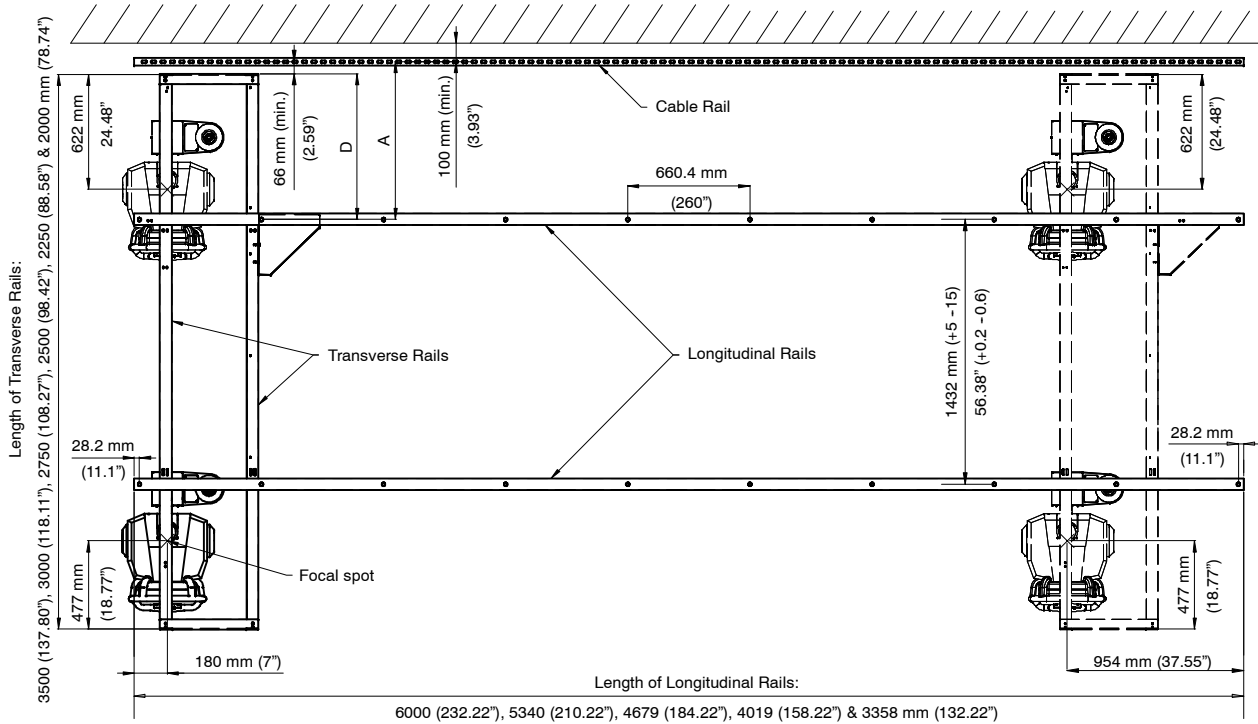 Cable Rail
622 mm
24.48”
66 mm (min.)
(2.59”)
D
A
100 mm (min.)
(3.93”)
660.4 mm
(260”)
622 mm
(24.48”)
Length of Transverse Rails:
3500 (137.80”), 3000 (118.11”), 2750 (108.27”), 2500 (98.42”), 2250 (88.58”) & 2000 mm (78.74”)
Transverse Rails
Longitudinal Rails
1432 mm (+5 -15)
56.38” (+0.2 -0.6)
28.2 mm
(11.1”)
28.2 mm
(11.1”)
Focal spot
477 mm
(18.77”)
477 mm
(18.77”)
180 mm (7”)
954 mm (37.55”)
Length of Longitudinal Rails:
6000 (232.22”), 5340 (210.22”), 4679 (184.22”), 4019 (158.22”) & 3358 mm (132.22”)